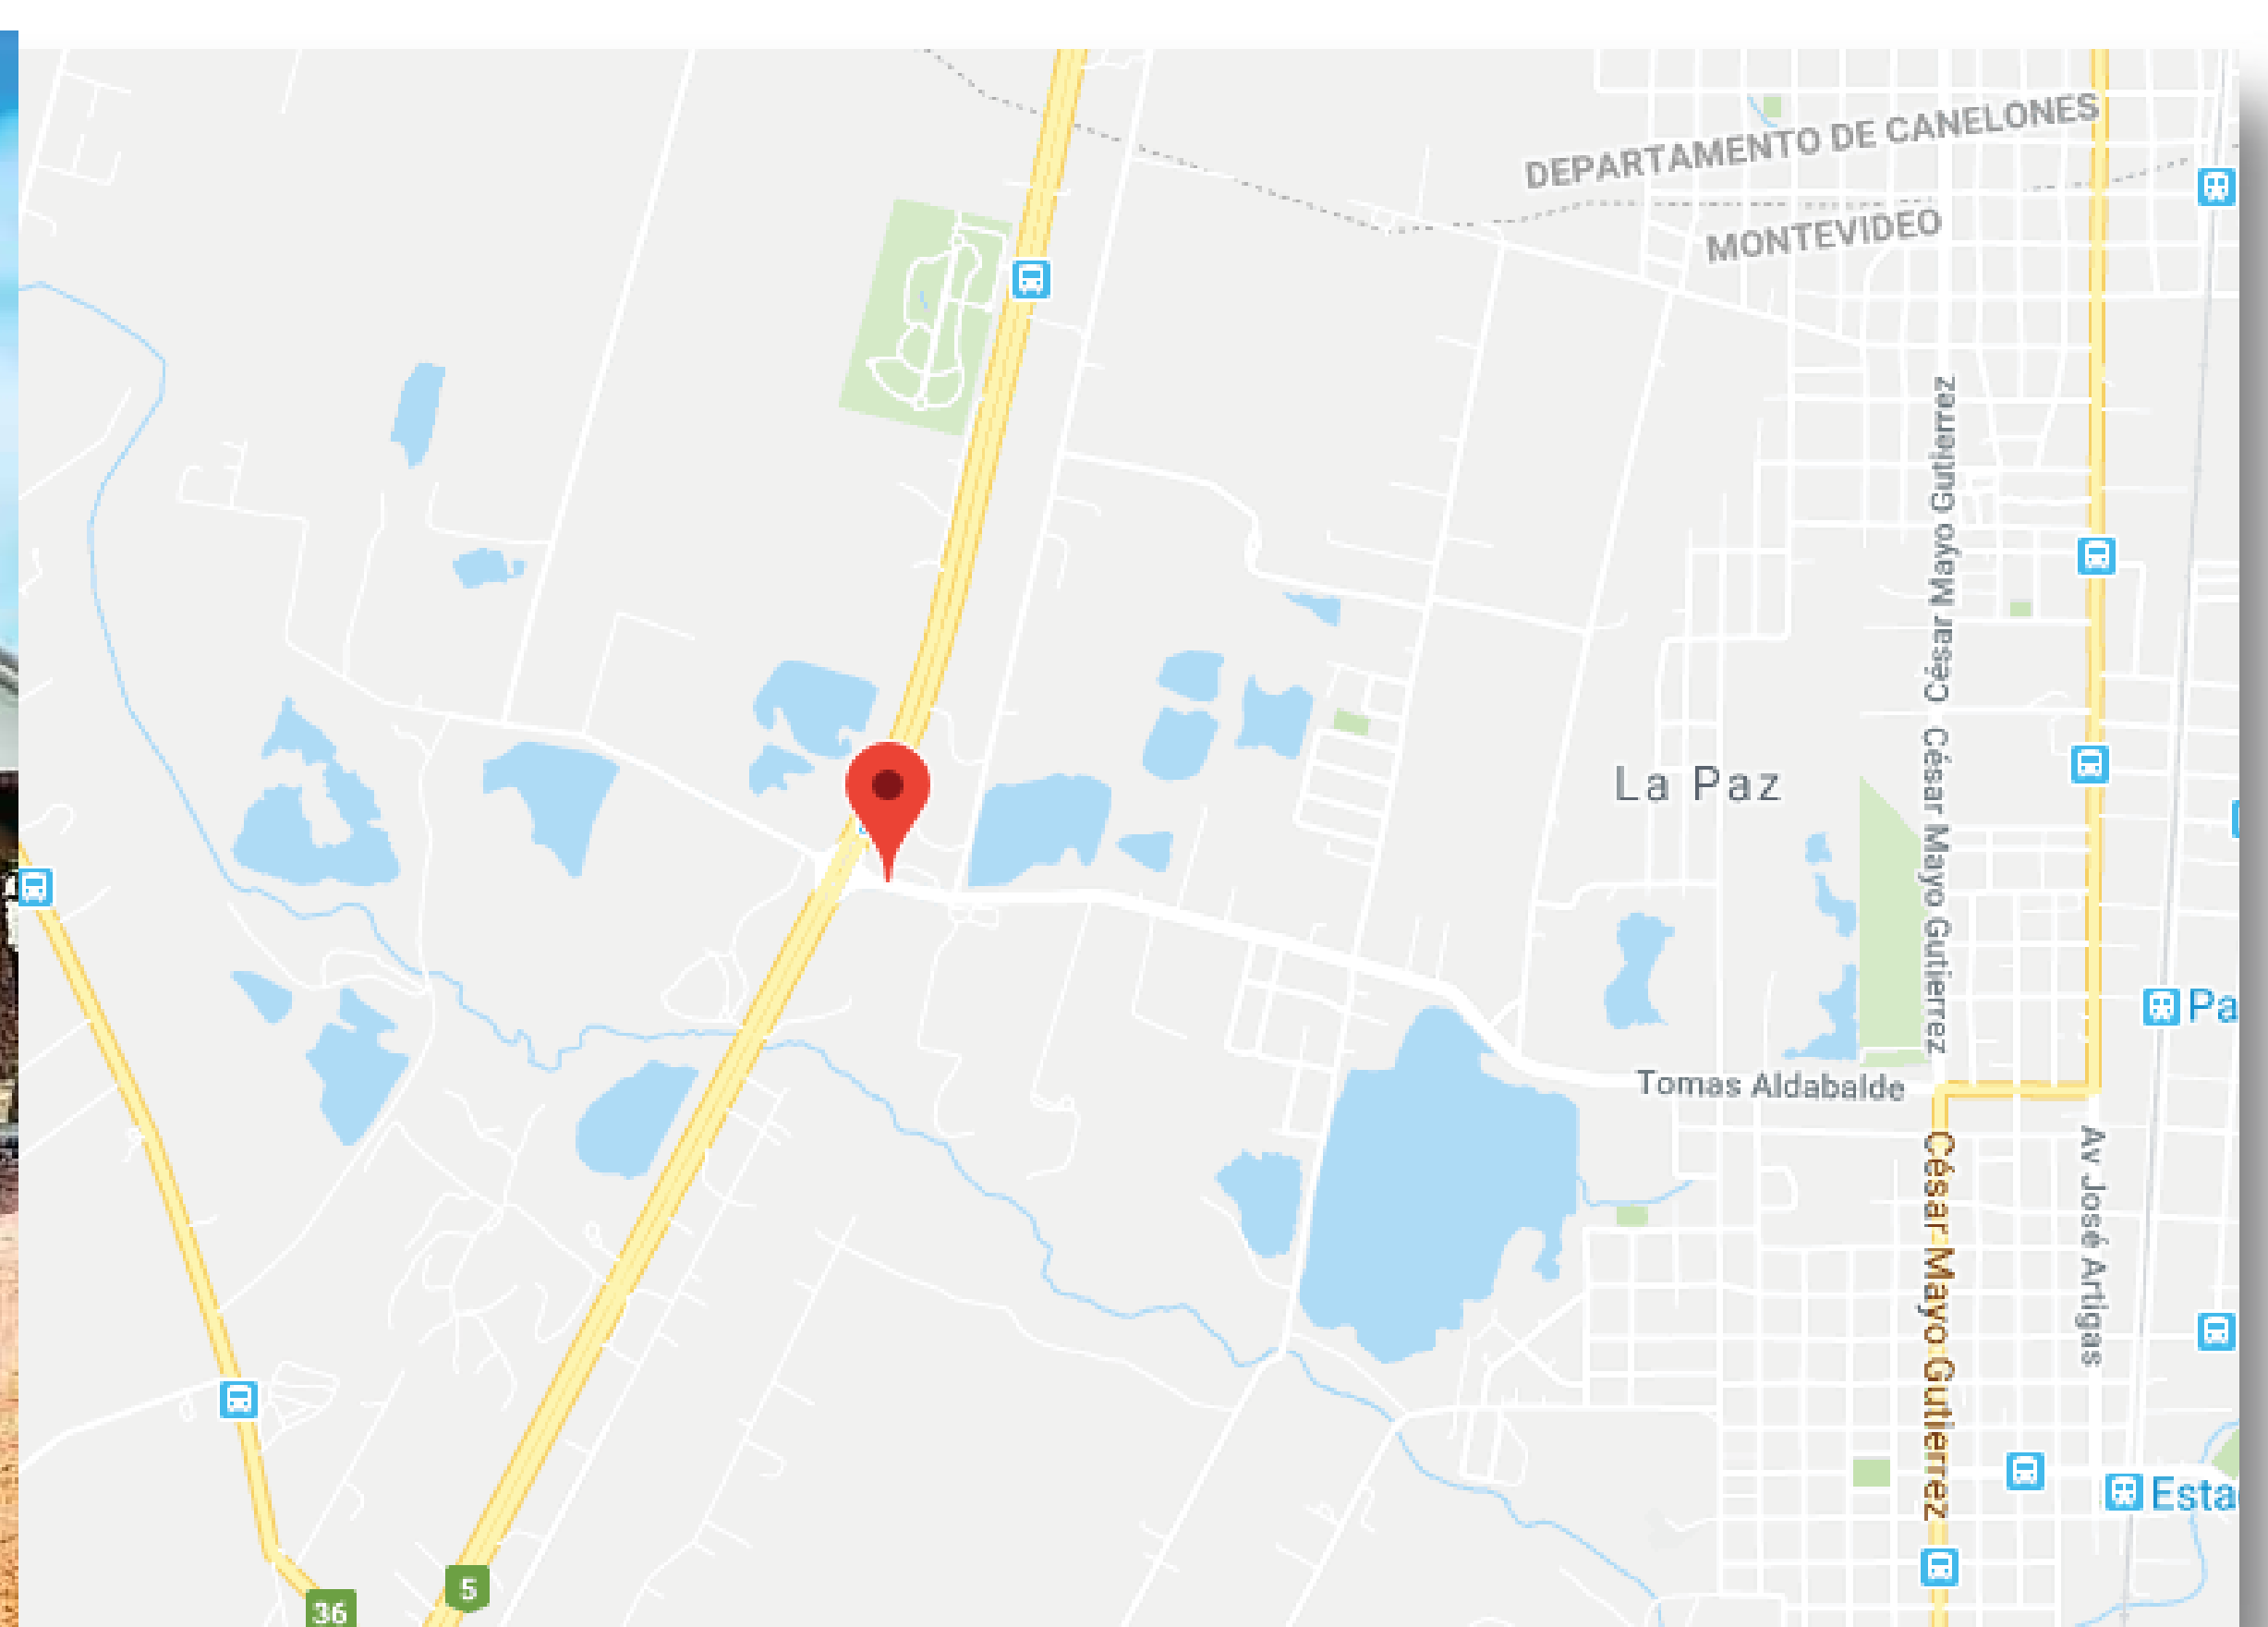 DEPARTAMENTO DE CANELONES
MONTEVIDEO
César Mayo Gutierrez
La Paz
César Mayo Gutierrez
Pa
Tomas Aldabalde
César Mayo Gutierrez
Av José Artigas
Esta
5
36